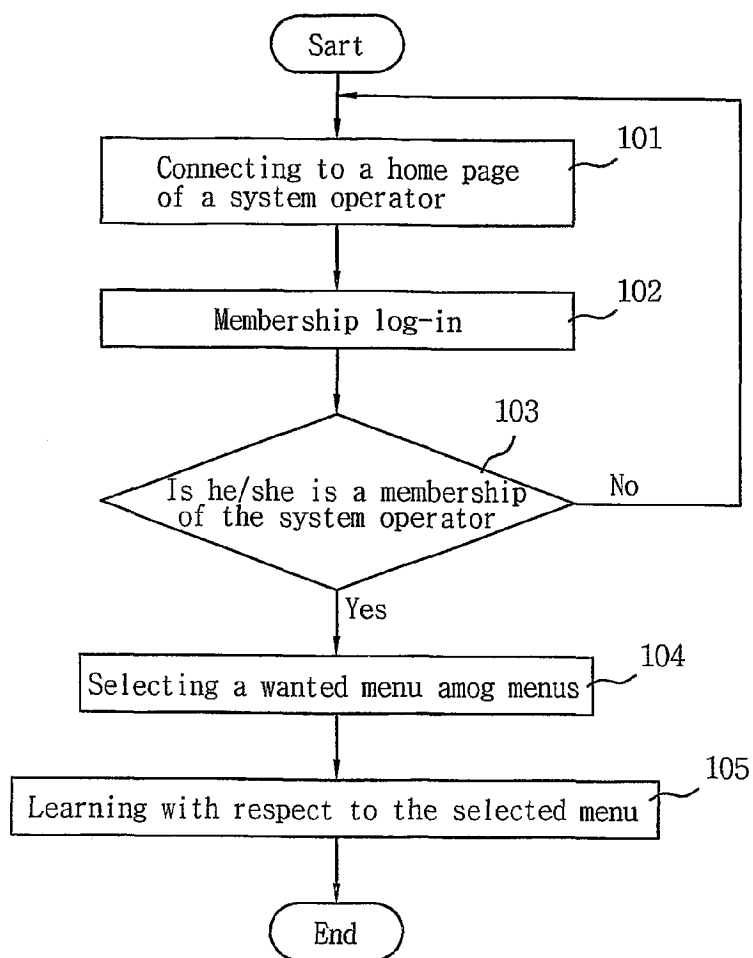 Sart
Connecting to a home page
of a system operator
101
Membership log-in
102
103
Is he/she is a membership
of the system operator
No
Yes
Selecting a wanted menu amog menus
104
Learning with respect to the selected menu
105
End